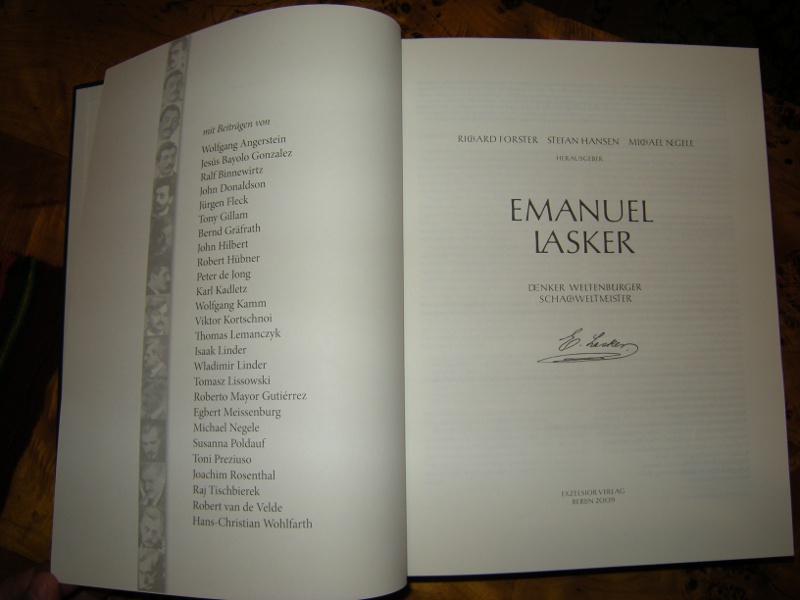 mit Beiträgen von
Wolfgang Angerstein
Jesús Bayolo Gonzalez
Ralf Binnewirtz
John Donaldson
Jürgen Fleck
Tony Gillam
Bernd Gräfrath
John Hilbert
Robert Hübner
Peter de Jong
Karl Kadletz
Wolfgang Kamm
Viktor Kortschnoi
Thomas Lemanczyk
Isaak Linder
Wladimir Linder
Tomasz Lissowski
Roberto Mayor Gutiérrez
Egbert Meissenburg
Michael Negele
Susanna Poldauf
Toni Preziuso
Joachim Rosenthal
Raj Tischbierek
Robert van de Velde
Hans-Christian Wohlfarth
RICHARD FORSTER STEFAN HANSEN MICHAEL NEGELE
HERAUSGEBER
EMANUEL
LASKER
DENKER WELTENBURGER
SCHACHWELTMEISTER
E. Lasker
EXZELSIOR VERLAG
BERLIN 2009